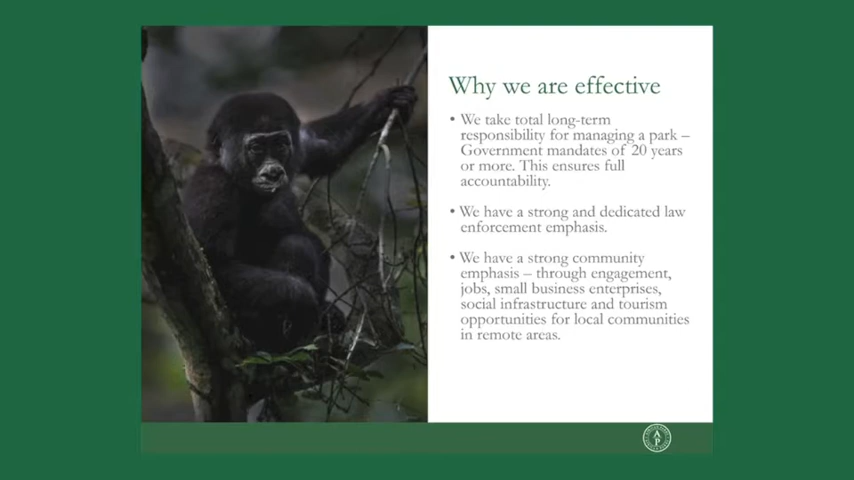 Why we are effective
• We take total long-term
responsibility for managing a park –
Government mandates of 20 years
or more. This ensures full
accountability.
• We have a strong and dedicated law
enforcement emphasis.
• We have a strong community
emphasis – through engagement,
jobs, small business enterprises,
social infrastructure and tourism
opportunities for local communities
in remote areas.